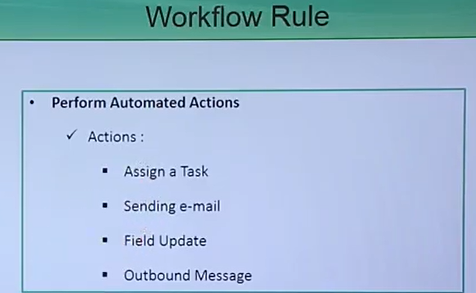 Workflow Rule
• Perform Automated Actions
✓ Actions :
▪ Assign a Task
▪ Sending e-mail
▪ Field Update
▪ Outbound Message